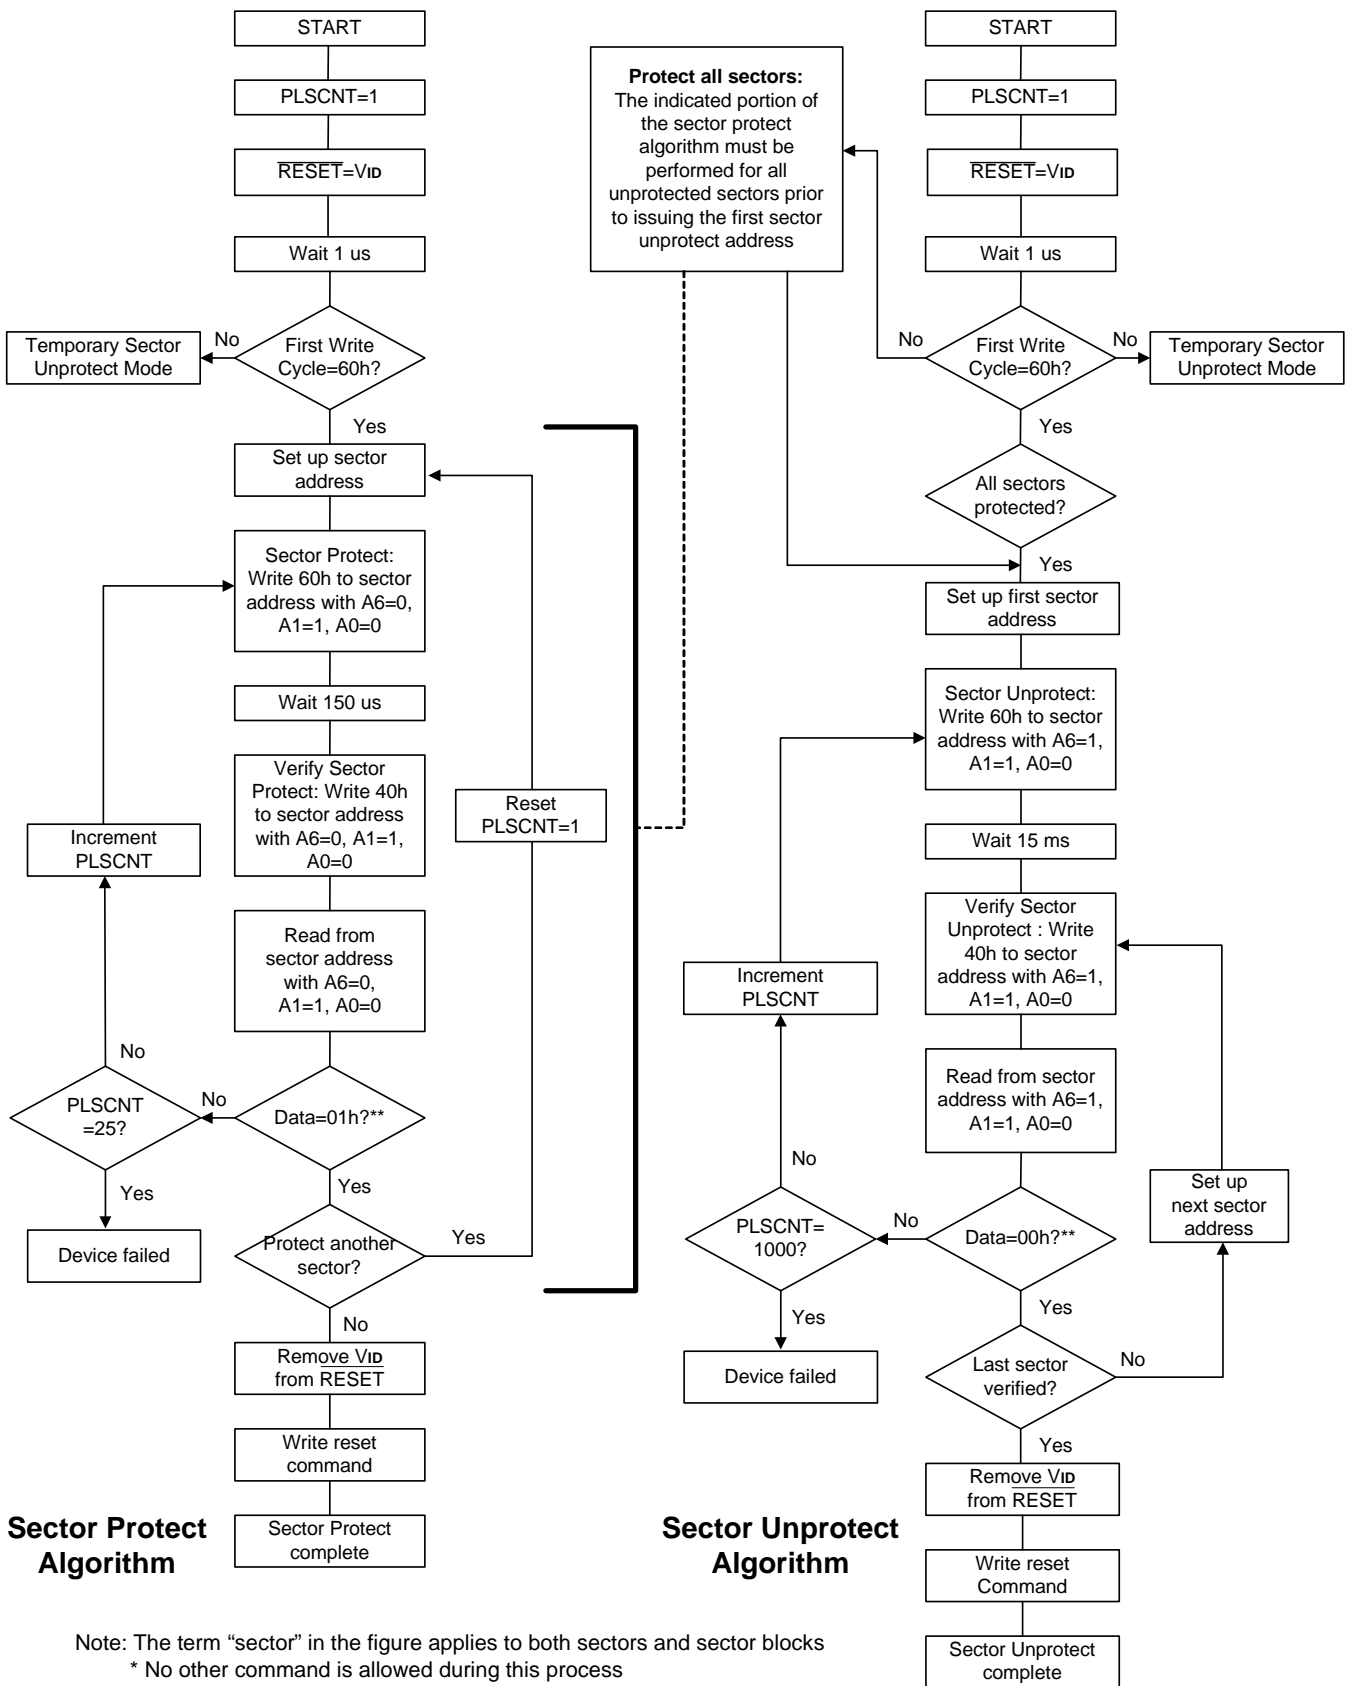 START
PLSCNT=1
RESET=VID
Wait 1 us
First Write
Cycle=60h?
No
Temporary Sector
Unprotect Mode
Yes
Set up sector
address
Sector Protect:
Write 60h to sector
address with A6=0,
A1=1, A0=0
Wait 150 us
Verify Sector
Protect: Write 40h
to sector address
with A6=0, A1=1,
A0=0
Reset
PLSCNT=1
Increment
PLSCNT
Read from
sector address
with A6=0,
A1=1, A0=0
No
PLSCNT
=25?
No
Data=01h?**
Yes
Device failed
Yes
Protect another
sector?
Yes
No
Remove VID
from RESET
Write reset
command
Sector Protect
complete
Sector Protect
Algorithm
Protect all sectors:
The indicated portion of
the sector protect
algorithm must be
performed for all
unprotected sectors prior
to issuing the first sector
unprotect address
START
PLSCNT=1
RESET=VID
Wait 1 us
No
First Write
Cycle=60h?
No
Temporary Sector
Unprotect Mode
Yes
All sectors
protected?
Yes
Set up first sector
address
Sector Unprotect:
Write 60h to sector
address with A6=1,
A1=1, A0=0
Wait 15 ms
Verify Sector
Unprotect : Write
40h to sector
address with A6=1,
A1=1, A0=0
Increment
PLSCNT
Read from sector
address with A6=1,
A1=1, A0=0
No
Set up
next sector
address
PLSCNT=
1000?
No
Data=00h?**
Yes
Device failed
Yes
Last sector
verified?
No
Yes
Remove VID
from RESET
Write reset
Command
Sector Unprotect
complete
Sector Unprotect
Algorithm
Note: The term “sector” in the figure applies to both sectors and sector blocks
* No other command is allowed during this process